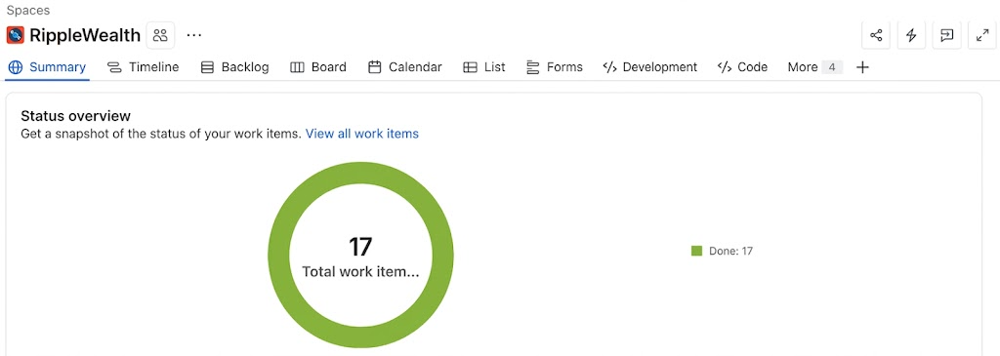 Spaces
RippleWealth
Summary Timeline Backlog Board Calendar List Forms Development Code More 4
Status overview
Get a snapshot of the status of your work items. View all work items
17
Total work item...
Done: 17